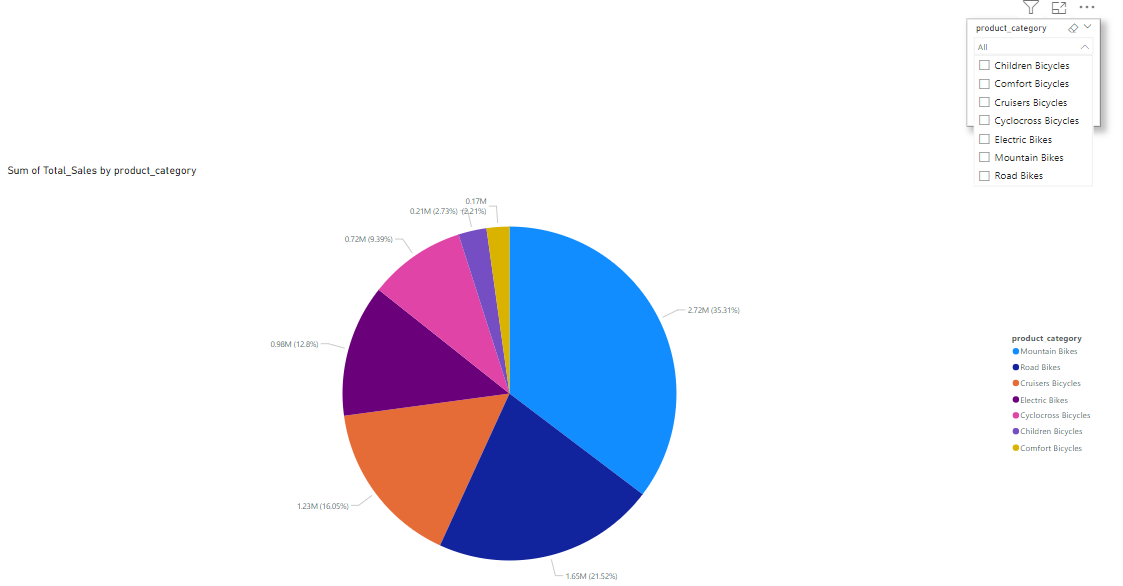 product_category
All
Children Bicycles
Comfort Bicycles
Cruisers Bicycles
Cyclocross Bicycles
Electric Bikes
Mountain Bikes
Road Bikes
Sum of Total_Sales by product_category
0.17M
(2.21%)
0.21M (2.73%)
0.72M (9.39%)
2.72M (35.31%)
0.98M (12.8%)
1.23M (16.05%)
1.65M (21.52%)
product_category
Mountain Bikes
Road Bikes
Cruisers Bicycles
Electric Bikes
Cyclocross Bicycles
Children Bicycles
Comfort Bicycles